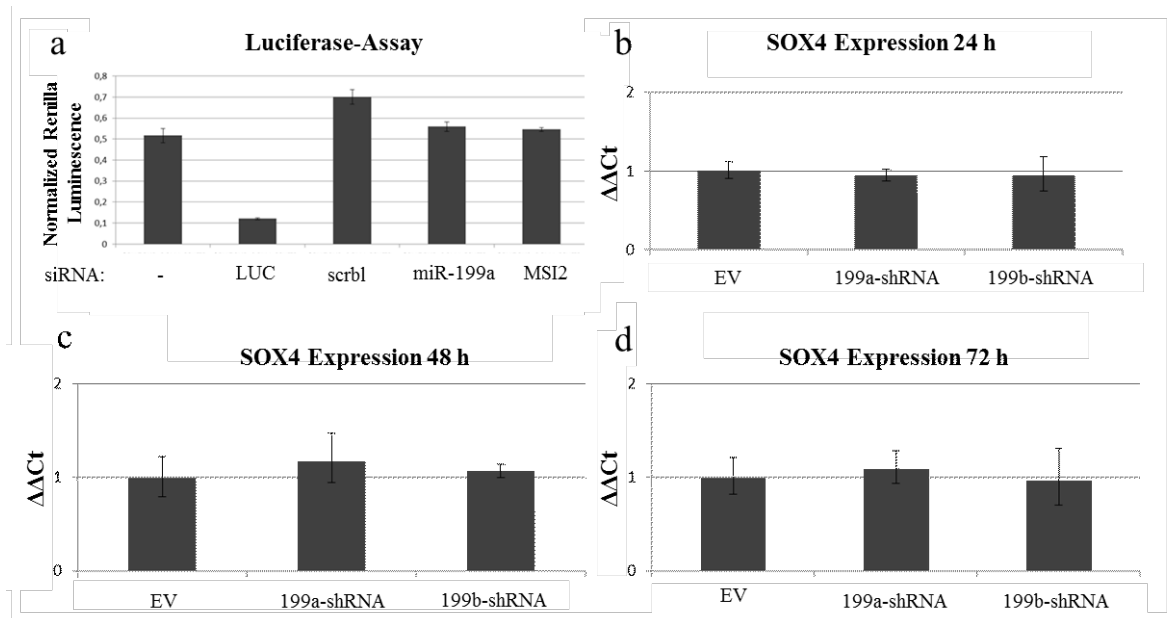 a
Luciferase-Assay
Normalized Renilla
Luminescence
0,8
0,7
0,6
0,5
0,4
0,3
0,2
0,1
0
siRNA: - LUC scrbl miR-199a MSI2
b
SOX4 Expression 24 h
ΔΔCt
2
1
0
EV 199a-shRNA 199b-shRNA
c
SOX4 Expression 48 h
ΔΔCt
2
1
0
EV 199a-shRNA 199b-shRNA
d
SOX4 Expression 72 h
ΔΔCt
2
1
0
EV 199a-shRNA 199b-shRNA